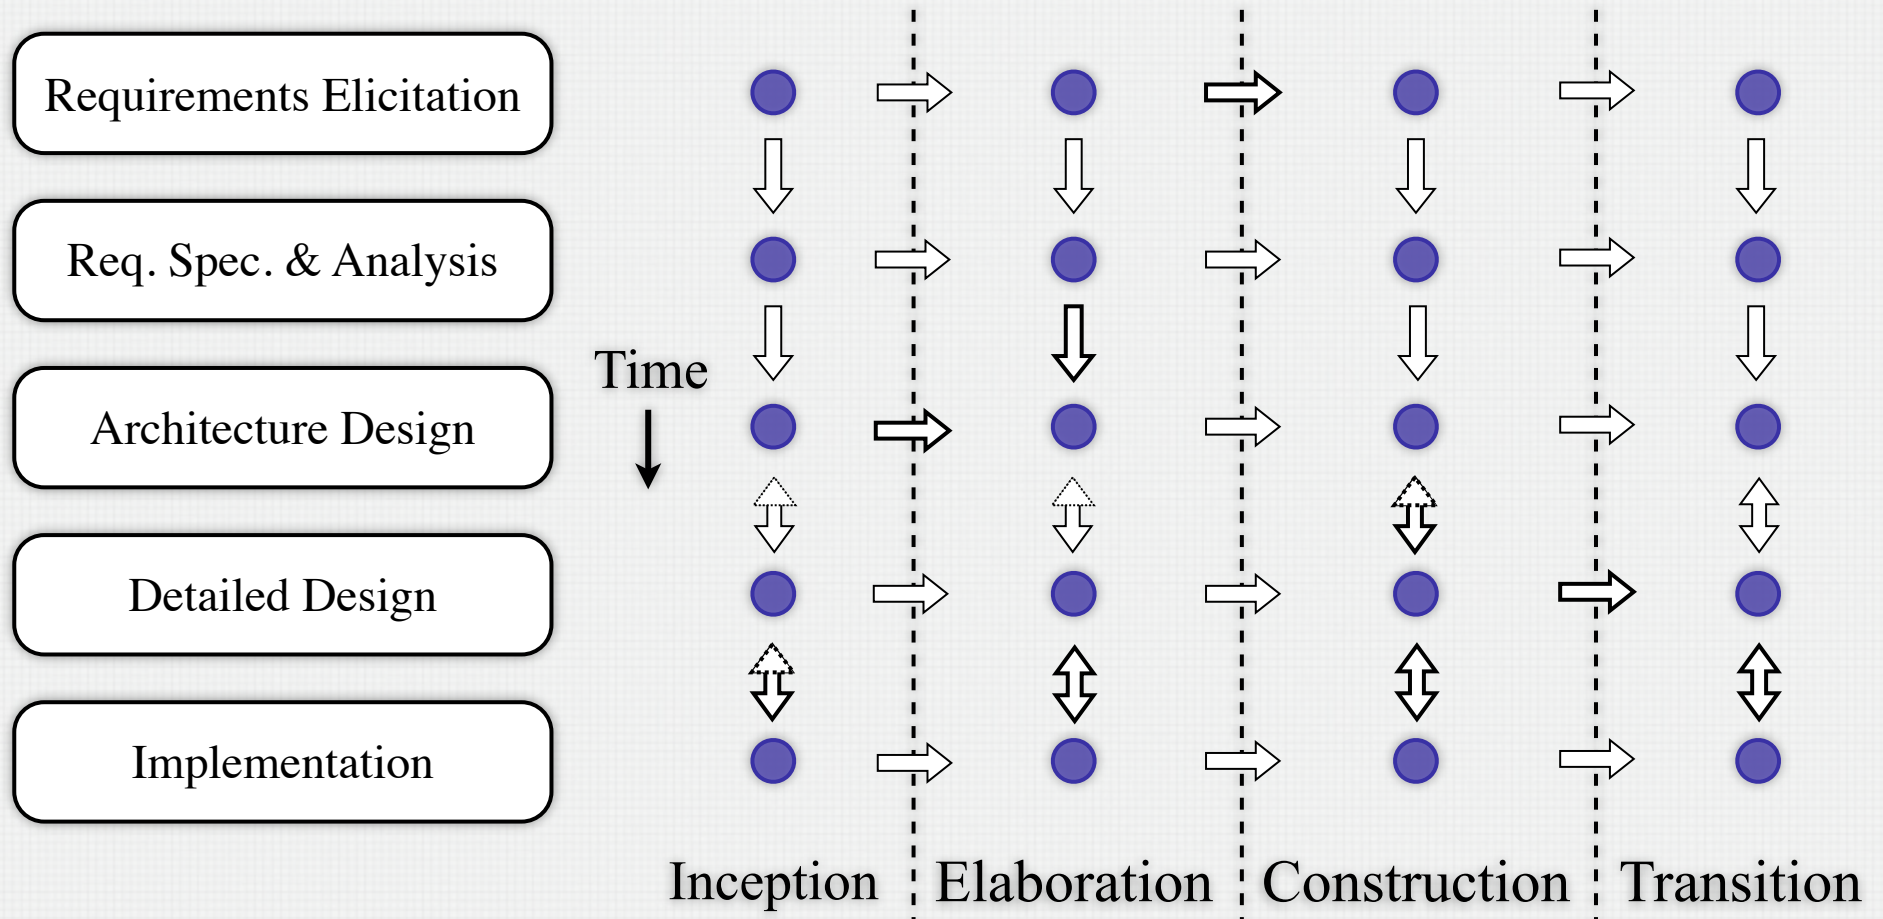 Requirements Elicitation
Req. Spec. & Analysis
Time
Architecture Design
Detailed Design
Implementation
Inception
Elaboration
Construction
Transition